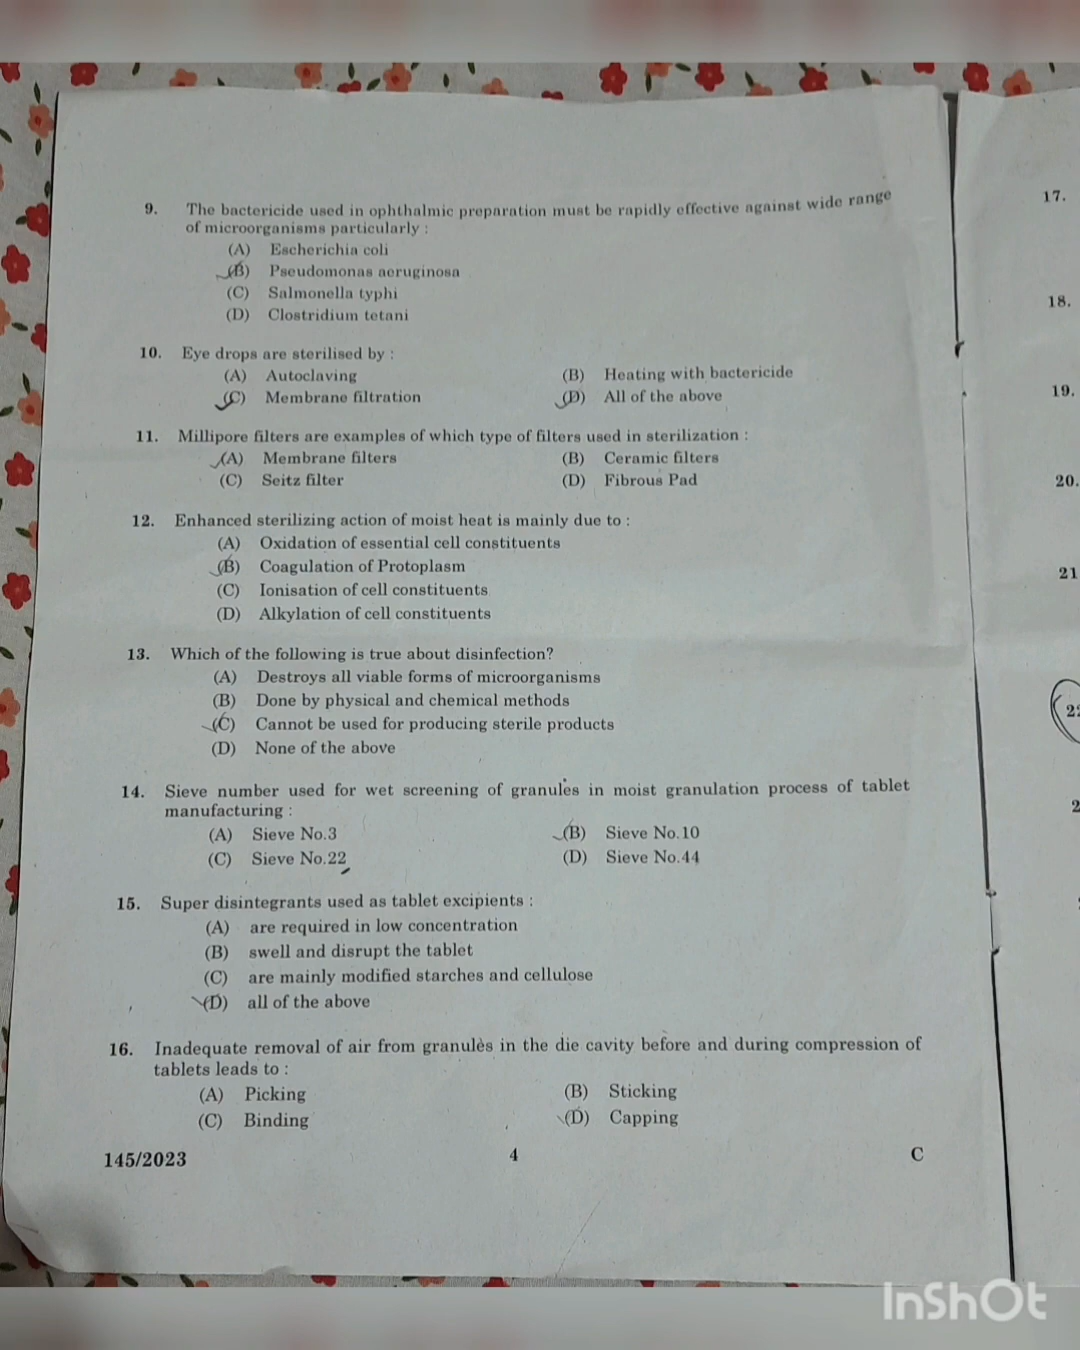 9. The bactericide used in ophthalmic preparation must be rapidly effective against wide range
of microorganisms particularly :
(A) Escherichia coli
(B) Pseudomonas aeruginosa
(C) Salmonella typhi
(D) Clostridium tetani
10. Eye drops are sterilised by :
(A) Autoclaving (B) Heating with bactericide
(C) Membrane filtration (D) All of the above
11. Millipore filters are examples of which type of filters used in sterilization :
(A) Membrane filters (B) Ceramic filters
(C) Seitz filter (D) Fibrous Pad
12. Enhanced sterilizing action of moist heat is mainly due to :
(A) Oxidation of essential cell constituents
(B) Coagulation of Protoplasm
(C) Ionisation of cell constituents
(D) Alkylation of cell constituents
13. Which of the following is true about disinfection?
(A) Destroys all viable forms of microorganisms
(B) Done by physical and chemical methods
(C) Cannot be used for producing sterile products
(D) None of the above
14. Sieve number used for wet screening of granules in moist granulation process of tablet
manufacturing :
(A) Sieve No.3 (B) Sieve No.10
(C) Sieve No.22 (D) Sieve No.44
15. Super disintegrants used as tablet excipients :
(A) are required in low concentration
(B) swell and disrupt the tablet
(C) are mainly modified starches and cellulose
(D) all of the above
16. Inadequate removal of air from granules in the die cavity before and during compression of
tablets leads to :
(A) Picking (B) Sticking
(C) Binding (D) Capping
145/2023 4 C
17.
18.
19.
20.
21
InShOt